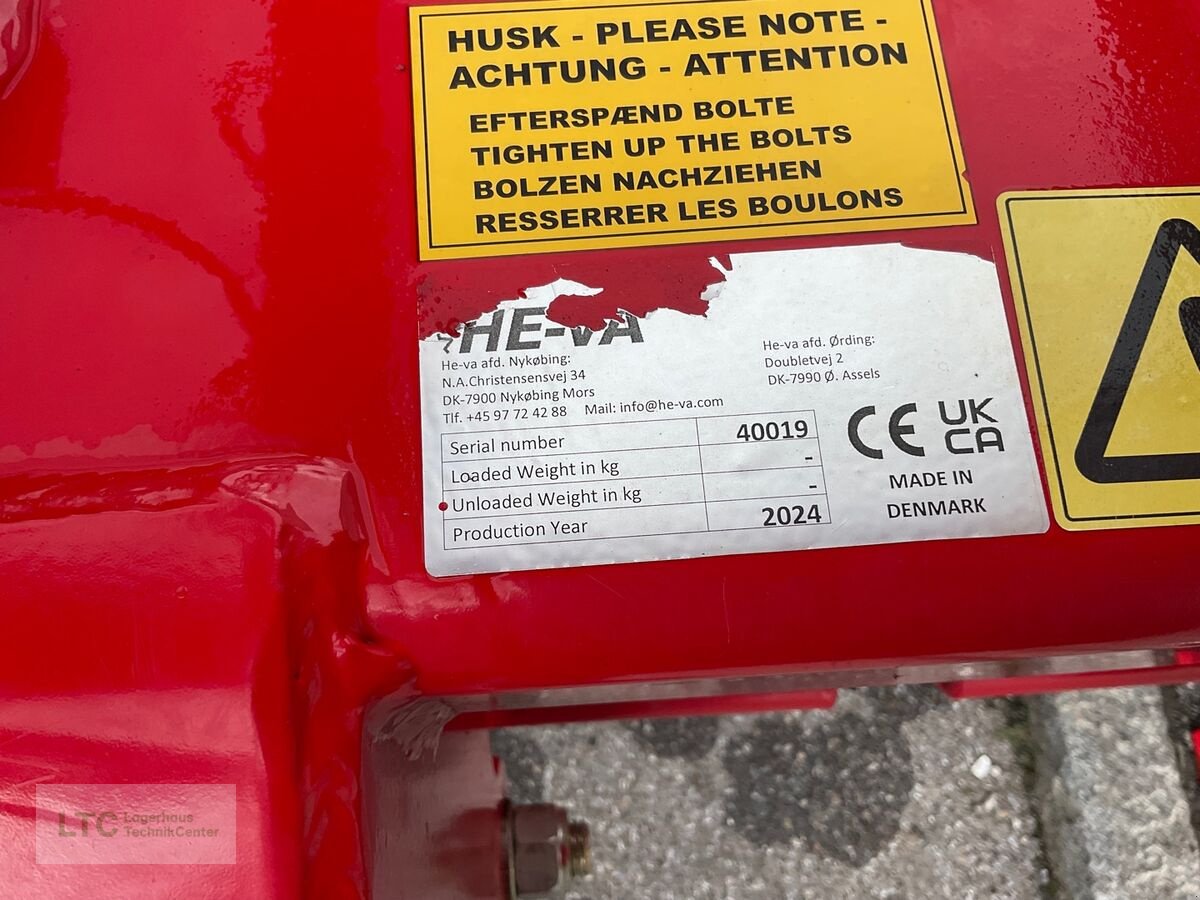 HUSK - PLEASE NOTE -
ACHTUNG - ATTENTION
EFTERSPÆND BOLTE
TIGHTEN UP THE BOLTS
BOLZEN NACHZIEHEN
RESSERRER LES BOULONS
HE-VA
He-va afd. Nykøbing:
N.A.Christensensvej 34
DK-7900 Nykøbing Mors
Tlf. +45 97 72 42 88 Mail: info@he-va.com
He-va afd. Ørding:
Doubletvej 2
DK-7990 Ø. Assels
Serial number 40019
Loaded Weight in kg -
Unloaded Weight in kg -
Production Year 2024
CE UK
CA
MADE IN
DENMARK
LTC Lagerhaus
TechnikCenter